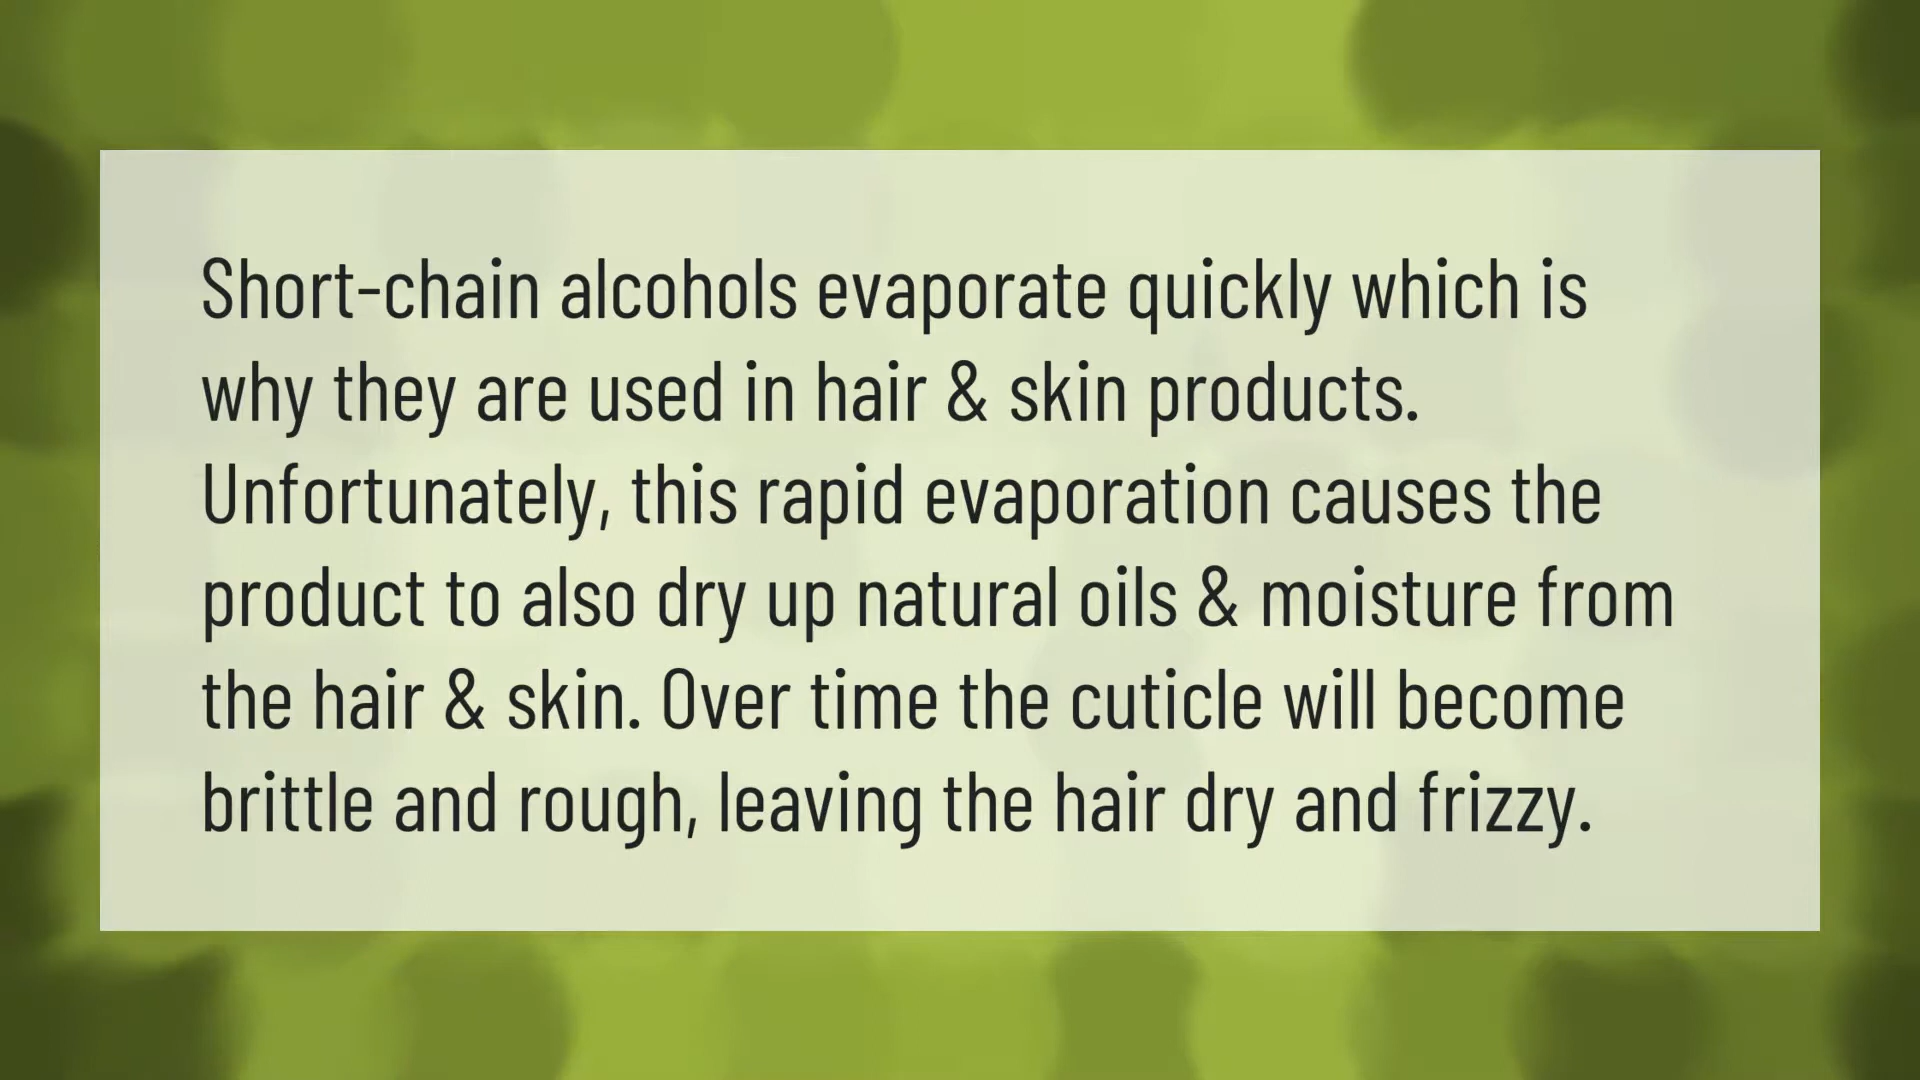 Short-chain alcohols evaporate quickly which is
why they are used in hair & skin products.
Unfortunately, this rapid evaporation causes the
product to also dry up natural oils & moisture from
the hair & skin. Over time the cuticle will become
brittle and rough, leaving the hair dry and frizzy.